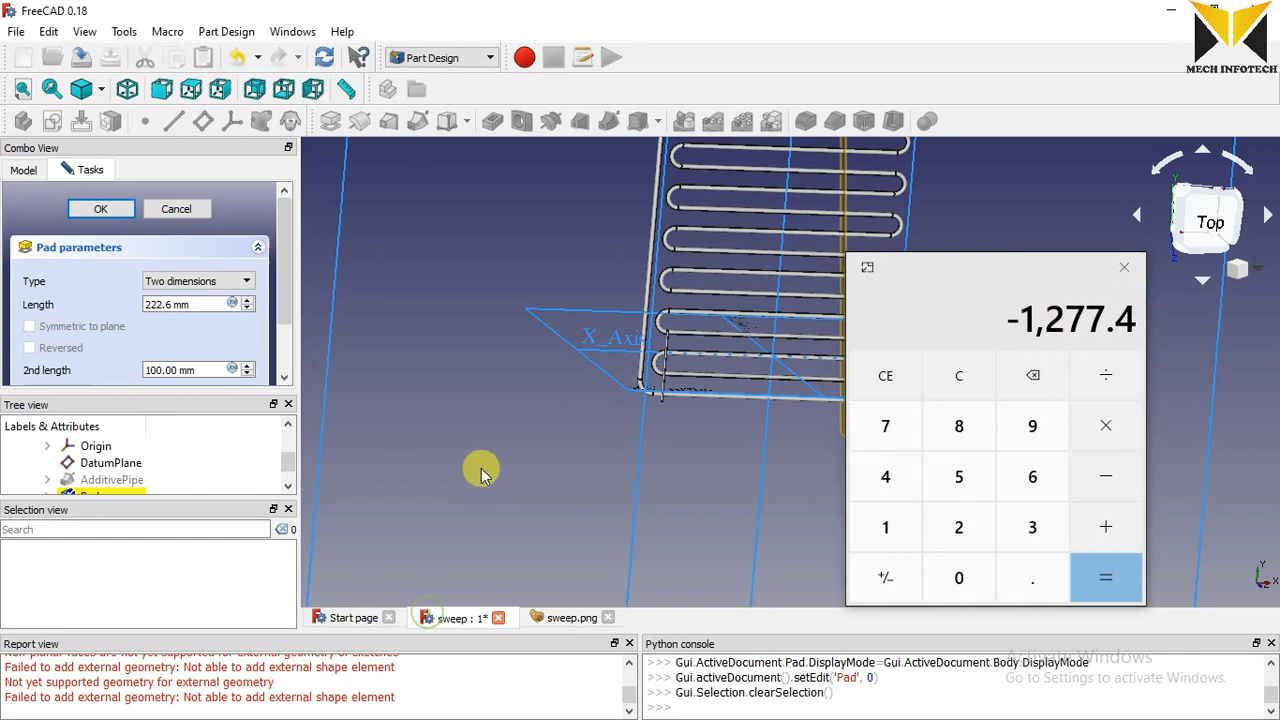 FreeCAD 0.18
File Edit View Tools Macro Part Design Windows Help
Part Design
MECH INFOTECH
Combo View
Model Tasks
OK Cancel
Pad parameters
Type Two dimensions
Length 222.6 mm
Symmetric to plane
Reversed
2nd length 100.00 mm
Tree view
Labels & Attributes
Origin
DatumPlane
AdditivePipe
Selection view
Search 0
X_Axis
Top
-1,277.4
CE C ÷
7 8 9 ×
4 5 6 −
1 2 3 +
+/− 0 . =
Start page sweep : 1* sweep.png
Report view
Failed to add external geometry: Not able to add external shape element
Not yet supported geometry for external geometry
Failed to add external geometry: Not able to add external shape element
Python console
>>> Gui.ActiveDocument.Pad.DisplayMode=Gui.ActiveDocument.Body.DisplayMode
>>> Gui.activeDocument().setEdit('Pad', 0)
>>> Gui.Selection.clearSelection()
>>>
Activate Windows
Go to Settings to activate Windows.